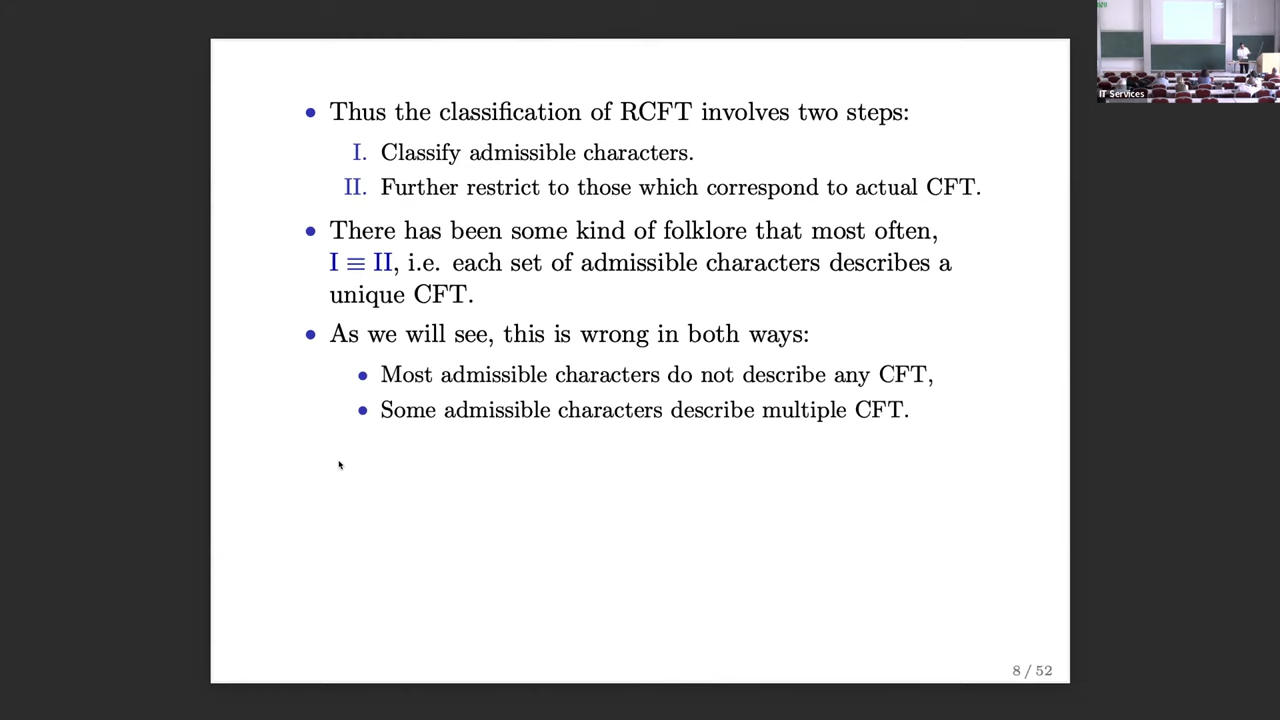 Thus the classification of RCFT involves two steps:
I. Classify admissible characters.
II. Further restrict to those which correspond to actual CFT.
There has been some kind of folklore that most often,
I ≡ II, i.e. each set of admissible characters describes a
unique CFT.
As we will see, this is wrong in both ways:
Most admissible characters do not describe any CFT,
Some admissible characters describe multiple CFT.
8 / 52
IT Services